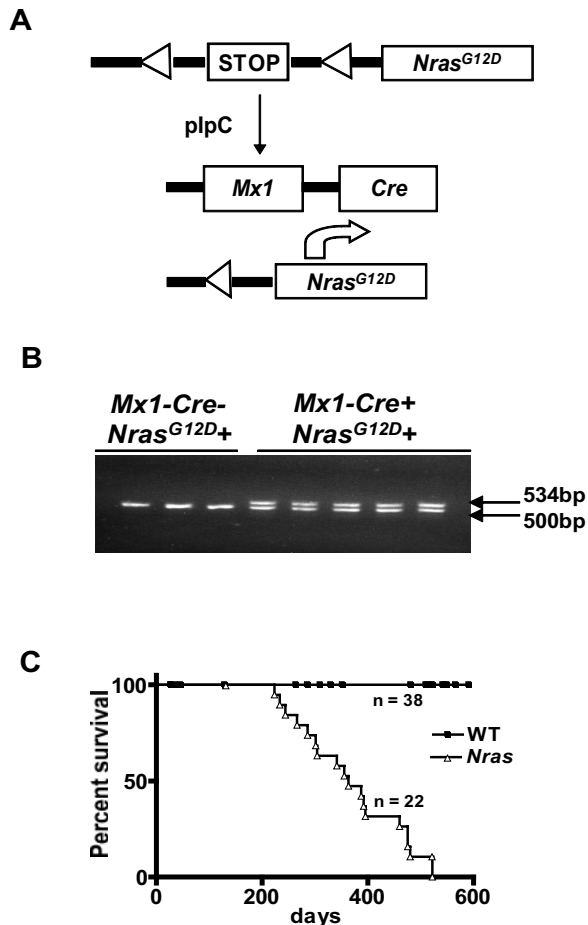 A
STOP
Nras^G12D
pIpC
Mx1
Cre
Nras^G12D
B
Mx1-Cre-
Nras^G12D+
Mx1-Cre+
Nras^G12D+
534bp
500bp
C
Percent survival
100
50
0
n = 38
WT
Nras
n = 22
0
200
400
600
days